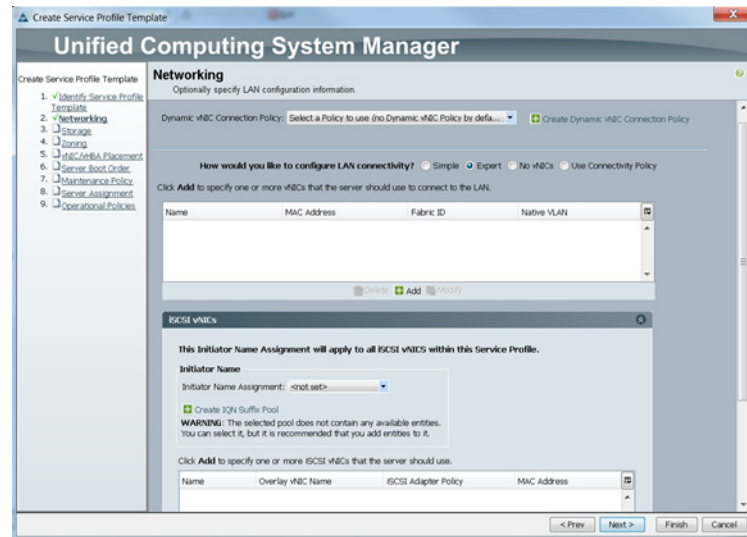 Create Service Profile Template
Unified Computing System Manager
Create Service Profile Template
1. √Identify Service Profile
Template
2. √Networking
3. Storage
4. Zoning
5. vNIC/vHBA Placement
6. Server Boot Order
7. Maintenance Policy
8. Server Assignment
9. Operational Policies
Networking
Optionally specify LAN configuration information.
Dynamic vNIC Connection Policy: Select a Policy to use (no Dynamic vNIC Policy by defa...
Create Dynamic vNIC Connection Policy
How would you like to configure LAN connectivity? Simple Expert No vNICs Use Connectivity Policy
Click Add to specify one or more vNICs that the server should use to connect to the LAN.
Name MAC Address Fabric ID Native VLAN
Delete Add Modify
iSCSI vNICs
This Initiator Name Assignment will apply to all iSCSI vNICS within this Service Profile.
Initiator Name
Initiator Name Assignment: <not set>
Create IQN Suffix Pool
WARNING: The selected pool does not contain any available entities.
You can select it, but it is recommended that you add entities to it.
Click Add to specify one or more iSCSI vNICs that the server should use.
Name Overlay vNIC Name iSCSI Adapter Policy MAC Address
< Prev Next > Finish Cancel